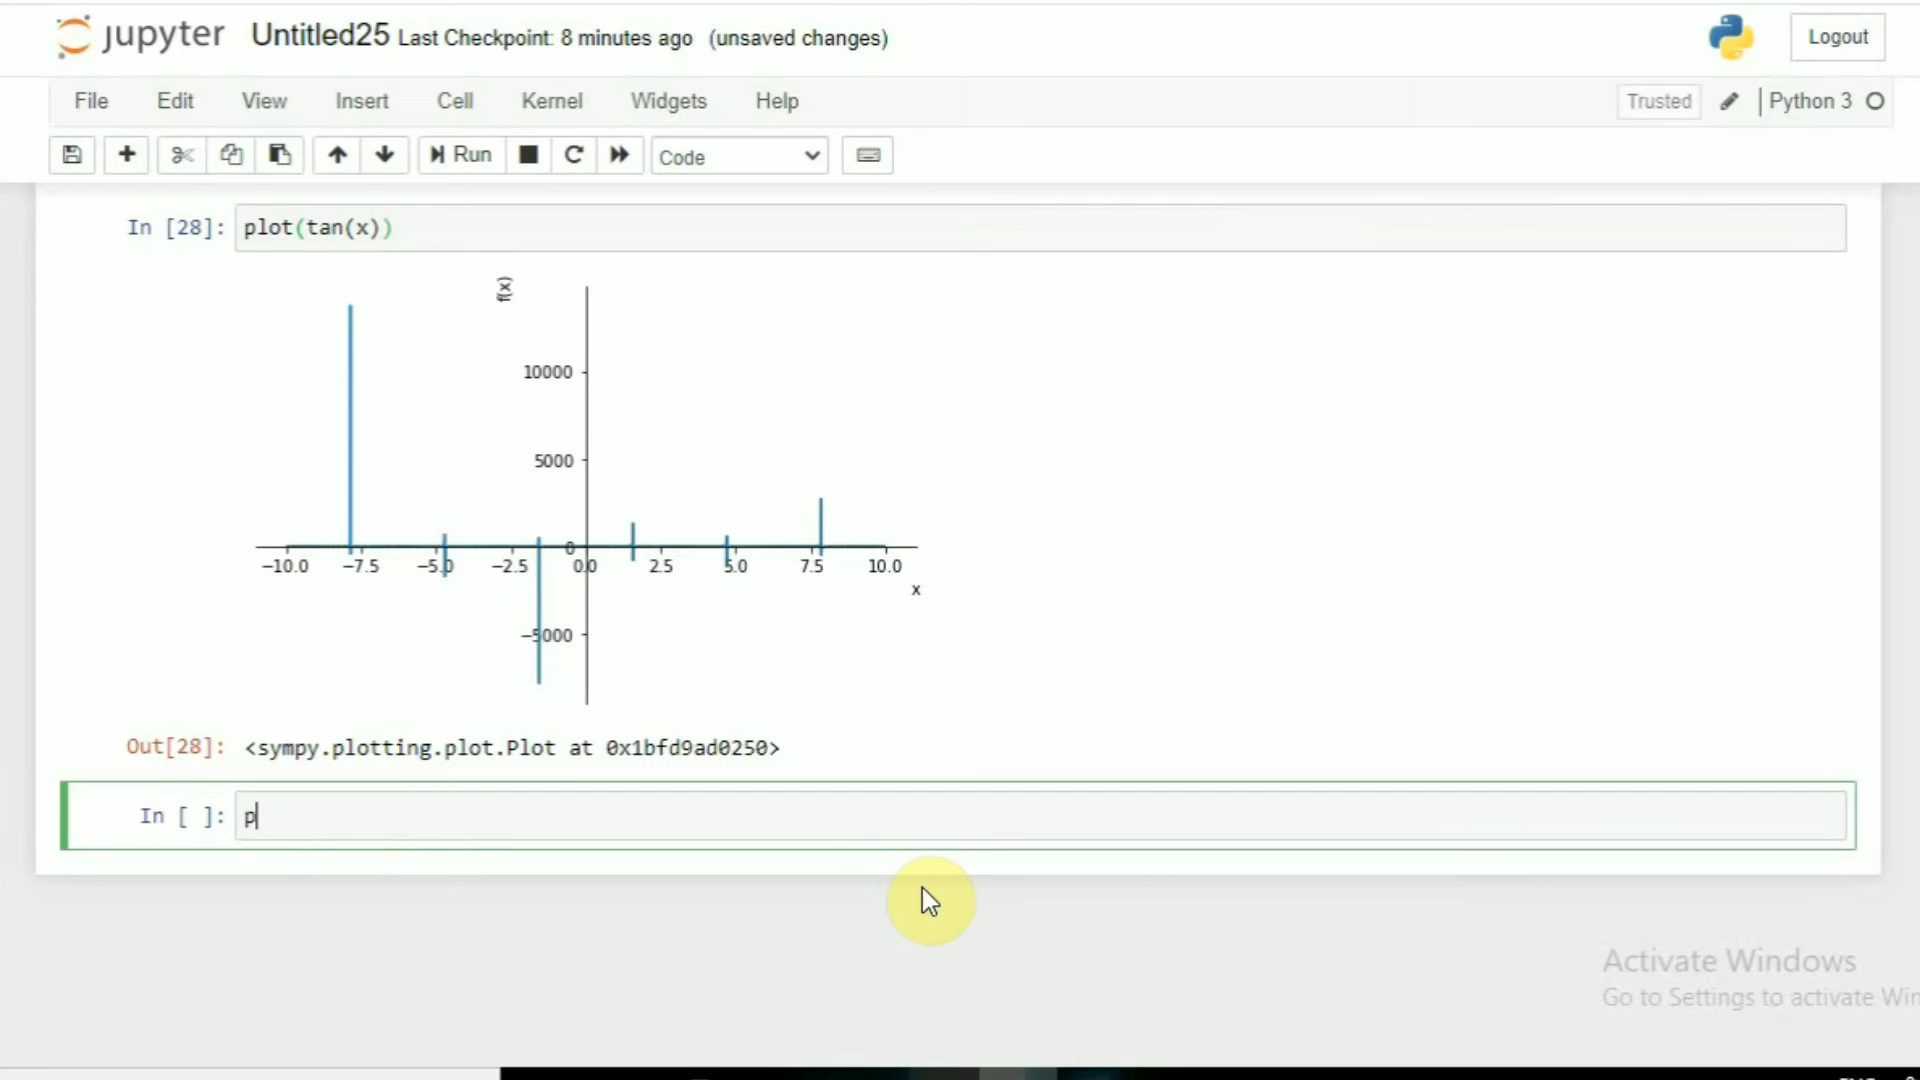 jupyter Untitled25 Last Checkpoint: 8 minutes ago (unsaved changes) Logout
File Edit View Insert Cell Kernel Widgets Help Trusted Python 3
Run Code
In [28]: plot(tan(x))
f(x)
10000
5000
0
−10.0 −7.5 −5.0 −2.5 0.0 2.5 5.0 7.5 10.0
x
−5000
Out[28]: <sympy.plotting.plot.Plot at 0x1bfd9ad0250>
In [ ]: p
Activate Windows
Go to Settings to activate Win